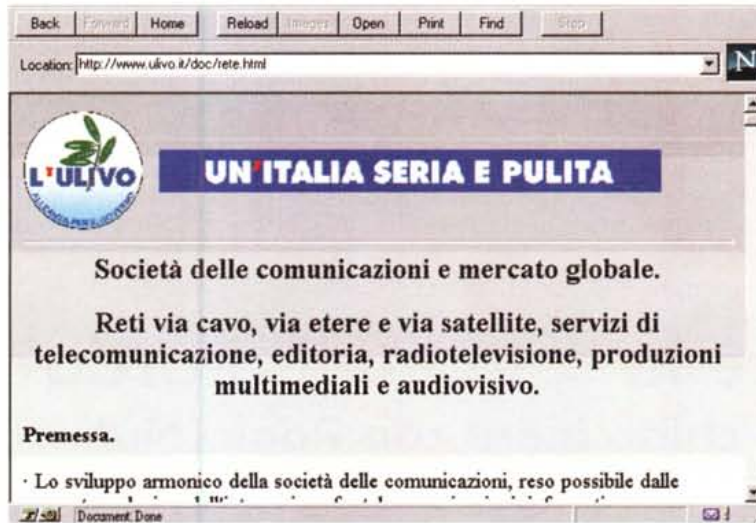 Back Forward Home Reload Images Open Print Find Stop
Location: http://www.ulivo.it/doc/rete.html
N
L'ULIVO
UN'ITALIA SERIA E PULITA
Società delle comunicazioni e mercato globale.
Reti via cavo, via etere e via satellite, servizi di
telecomunicazione, editoria, radiotelevisione, produzioni
multimediali e audiovisivo.
Premessa.
· Lo sviluppo armonico della società delle comunicazioni, reso possibile dalle
Document: Done